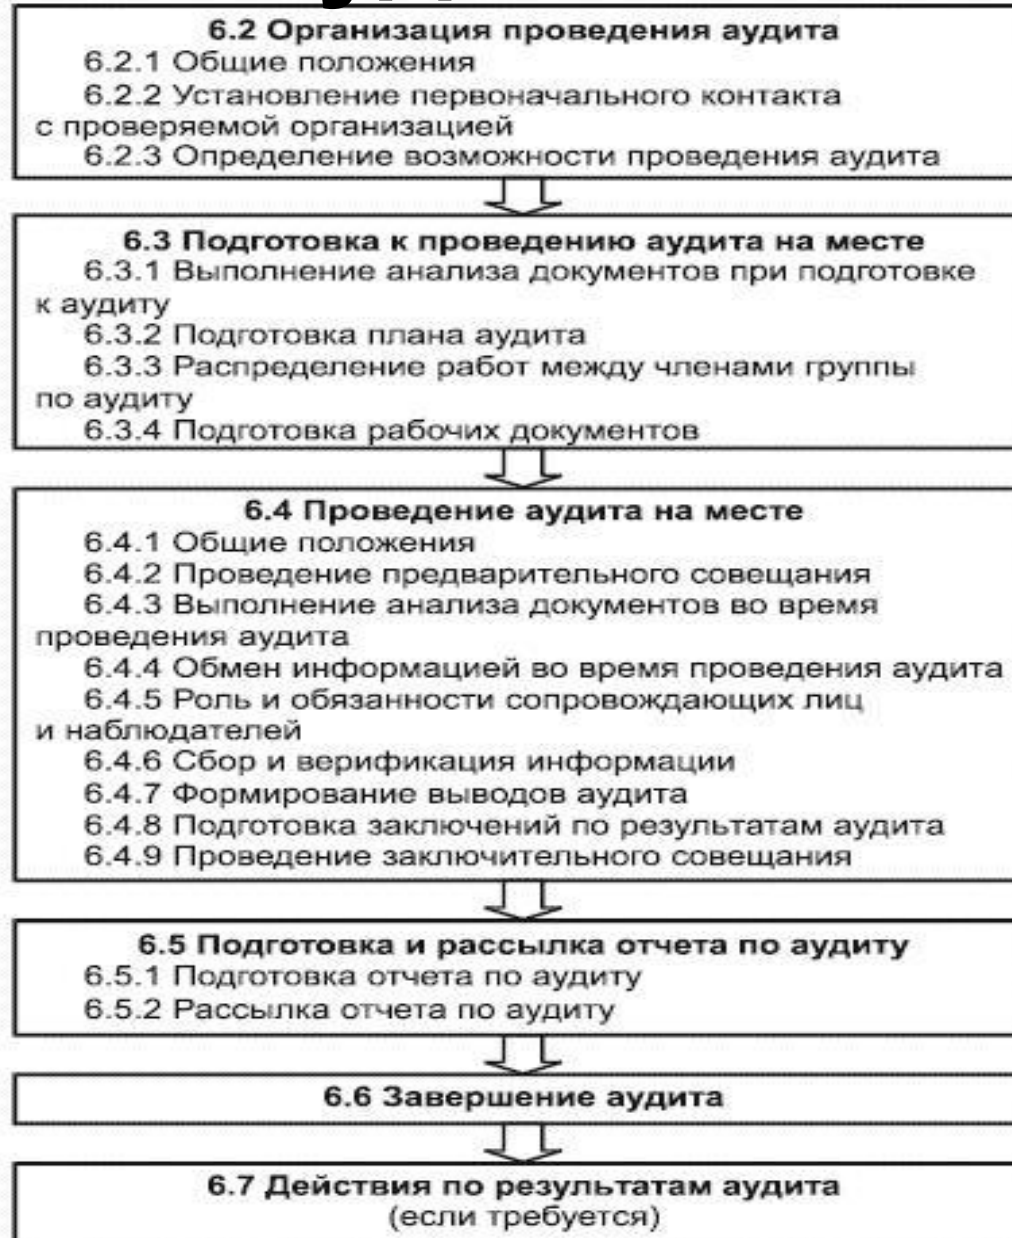 6.2 Организация проведения аудита
6.2.1 Общие положения
6.2.2 Установление первоначального контакта
с проверяемой организацией
6.2.3 Определение возможности проведения аудита
6.3 Подготовка к проведению аудита на месте
6.3.1 Выполнение анализа документов при подготовке
к аудиту
6.3.2 Подготовка плана аудита
6.3.3 Распределение работ между членами группы
по аудиту
6.3.4 Подготовка рабочих документов
6.4 Проведение аудита на месте
6.4.1 Общие положения
6.4.2 Проведение предварительного совещания
6.4.3 Выполнение анализа документов во время
проведения аудита
6.4.4 Обмен информацией во время проведения аудита
6.4.5 Роль и обязанности сопровождающих лиц
и наблюдателей
6.4.6 Сбор и верификация информации
6.4.7 Формирование выводов аудита
6.4.8 Подготовка заключений по результатам аудита
6.4.9 Проведение заключительного совещания
6.5 Подготовка и рассылка отчета по аудиту
6.5.1 Подготовка отчета по аудиту
6.5.2 Рассылка отчета по аудиту
6.6 Завершение аудита
6.7 Действия по результатам аудита
(если требуется)